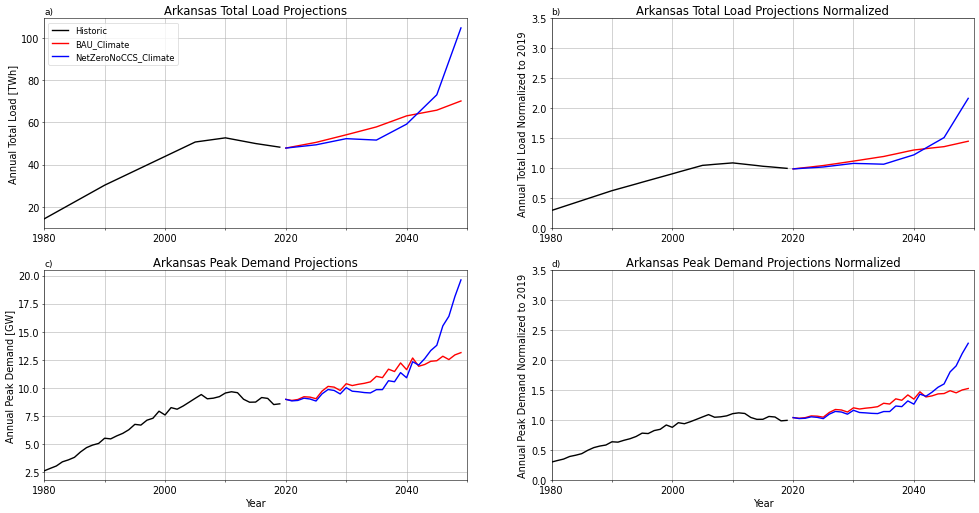 a)
Arkansas Total Load Projections
Historic
BAU_Climate
NetZeroNoCCS_Climate
Annual Total Load [TWh]
100
80
60
40
20
1980
2000
2020
2040
b)
Arkansas Total Load Projections Normalized
Annual Total Load Normalized to 2019
3.5
3.0
2.5
2.0
1.5
1.0
0.5
0.0
1980
2000
2020
2040
c)
Arkansas Peak Demand Projections
Annual Peak Demand [GW]
20.0
17.5
15.0
12.5
10.0
7.5
5.0
2.5
1980
2000
2020
2040
Year
d)
Arkansas Peak Demand Projections Normalized
Annual Peak Demand Normalized to 2019
3.5
3.0
2.5
2.0
1.5
1.0
0.5
0.0
1980
2000
2020
2040
Year